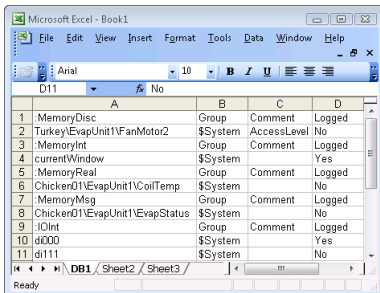 Microsoft Excel - Book1
File Edit View Insert Format Tools Data Window Help
Arial 10 B I U
D11 fx No
A B C D
1 :MemoryDisc Group Comment Logged
2 Turkey\EvapUnit1\FanMotor2 $System AccessLevel No
3 :MemoryInt Group Comment Logged
4 currentWindow $System Yes
5 :MemoryReal Group Comment Logged
6 Chicken01\EvapUnit1\CoilTemp $System No
7 :MemoryMsg Group Comment Logged
8 Chicken01\EvapUnit1\EvapStatus $System No
9 :IOInt Group Comment Logged
10 di000 $System Yes
11 di111 $System No
DB1 Sheet2 Sheet3
Ready